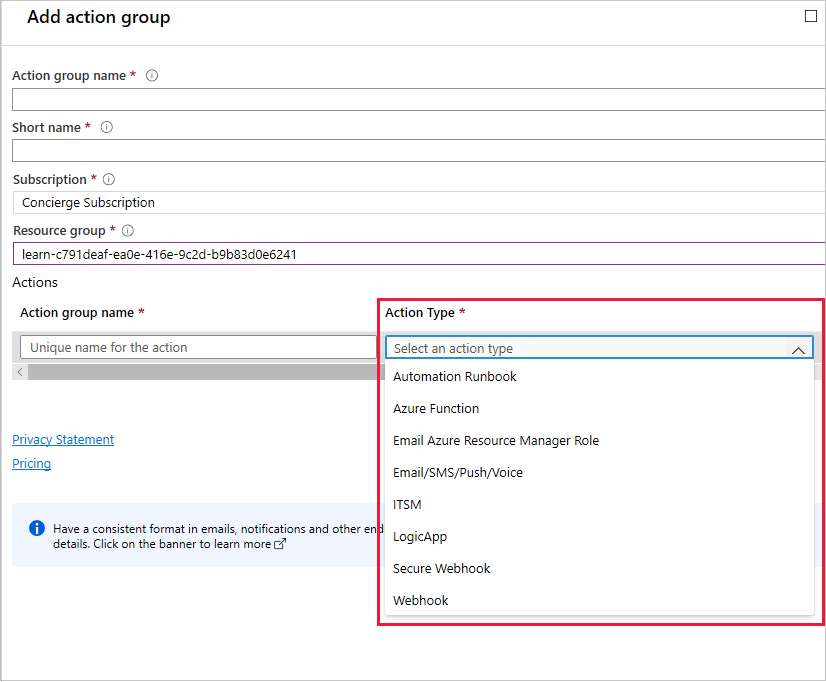 Add action group
Action group name *
Short name *
Subscription *
Concierge Subscription
Resource group *
learn-c791deaf-ea0e-416e-9c2d-b9b83d0e6241
Actions
Action group name *
Action Type *
Unique name for the action
Select an action type
Automation Runbook
Azure Function
Email Azure Resource Manager Role
Email/SMS/Push/Voice
ITSM
LogicApp
Secure Webhook
Webhook
Privacy Statement
Pricing
Have a consistent format in emails, notifications and other end
details. Click on the banner to learn more